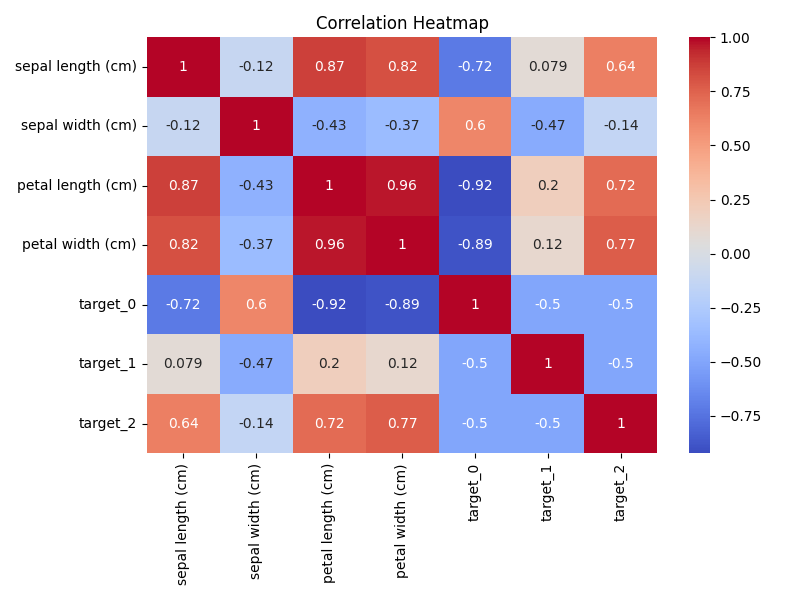 Correlation Heatmap
sepal length (cm) 1 -0.12 0.87 0.82 -0.72 0.079 0.64
sepal width (cm) -0.12 1 -0.43 -0.37 0.6 -0.47 -0.14
petal length (cm) 0.87 -0.43 1 0.96 -0.92 0.2 0.72
petal width (cm) 0.82 -0.37 0.96 1 -0.89 0.12 0.77
target_0 -0.72 0.6 -0.92 -0.89 1 -0.5 -0.5
target_1 0.079 -0.47 0.2 0.12 -0.5 1 -0.5
target_2 0.64 -0.14 0.72 0.77 -0.5 -0.5 1
sepal length (cm)
sepal width (cm)
petal length (cm)
petal width (cm)
target_0
target_1
target_2
1.00
0.75
0.50
0.25
0.00
−0.25
−0.50
−0.75